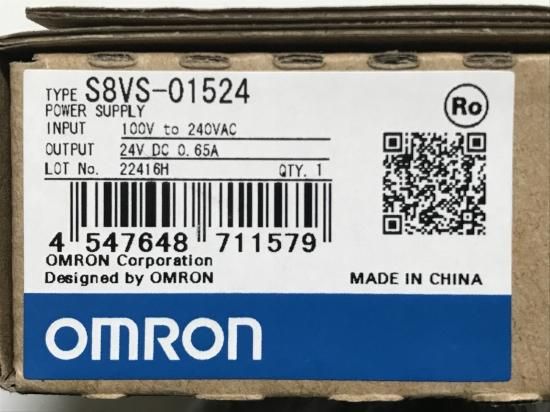 TYPE S8VS-01524
Ro
POWER SUPPLY
INPUT 100V to 240VAC
OUTPUT 24V DC 0.65A
LOT No. 22416H QTY. 1
4 547648 711579
OMRON Corporation
Designed by OMRON
MADE IN CHINA
OMRON